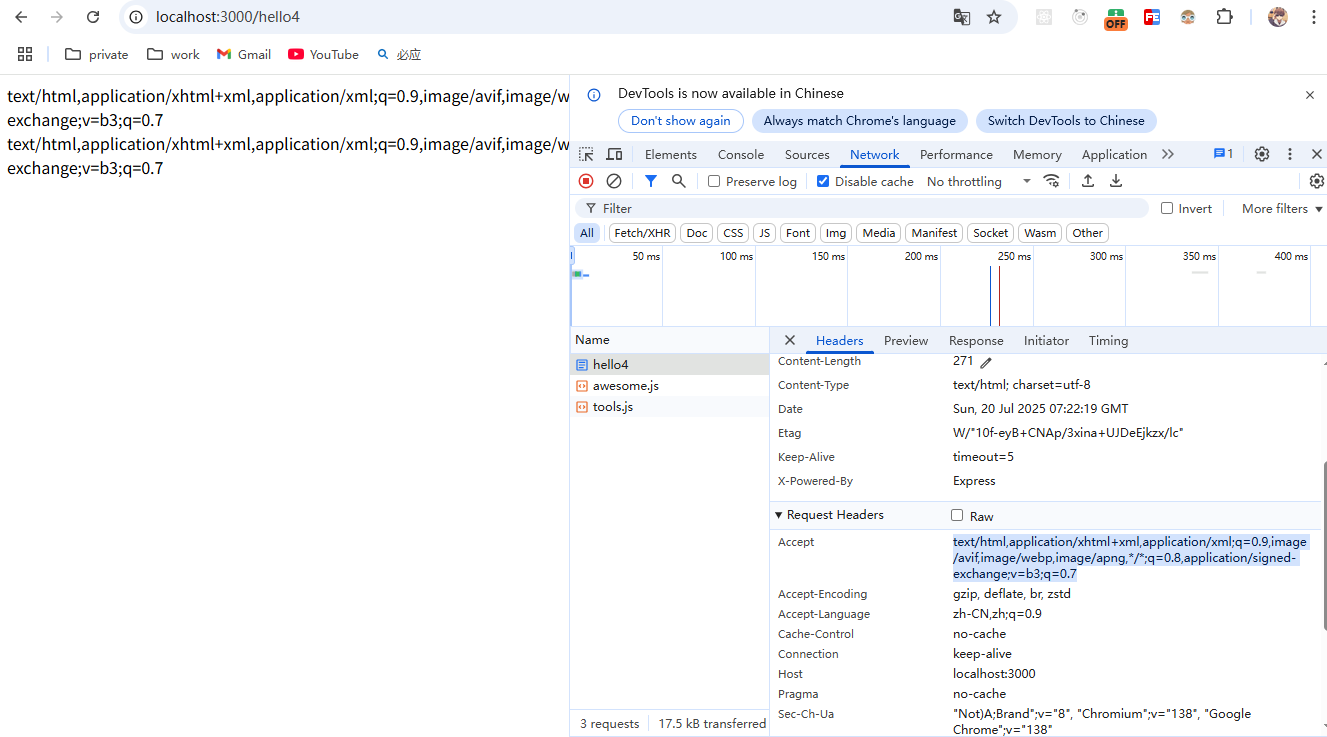 localhost:3000/hello4
OFF
private
work
Gmail
YouTube
必应
text/html,application/xhtml+xml,application/xml;q=0.9,image/avif,image/w
exchange;v=b3;q=0.7
text/html,application/xhtml+xml,application/xml;q=0.9,image/avif,image/w
exchange;v=b3;q=0.7
DevTools is now available in Chinese
Don't show again
Always match Chrome's language
Switch DevTools to Chinese
Elements
Console
Sources
Network
Performance
Memory
Application
1
Preserve log
Disable cache
No throttling
Filter
Invert
More filters
All
Fetch/XHR
Doc
CSS
JS
Font
Img
Media
Manifest
Socket
Wasm
Other
50 ms
100 ms
150 ms
200 ms
250 ms
300 ms
350 ms
400 ms
Name
hello4
awesome.js
tools.js
Headers
Preview
Response
Initiator
Timing
Content-Length 271
Content-Type text/html; charset=utf-8
Date Sun, 20 Jul 2025 07:22:19 GMT
Etag W/"10f-eyB+CNAp/3xina+UJDeEjkzx/lc"
Keep-Alive timeout=5
X-Powered-By Express
Request Headers Raw
Accept text/html,application/xhtml+xml,application/xml;q=0.9,image
/avif,image/webp,image/apng,*/*;q=0.8,application/signed-
exchange;v=b3;q=0.7
Accept-Encoding gzip, deflate, br, zstd
Accept-Language zh-CN,zh;q=0.9
Cache-Control no-cache
Connection keep-alive
Host localhost:3000
Pragma no-cache
Sec-Ch-Ua "Not)A;Brand";v="8", "Chromium";v="138", "Google
Chrome";v="138"
3 requests
17.5 kB transferred